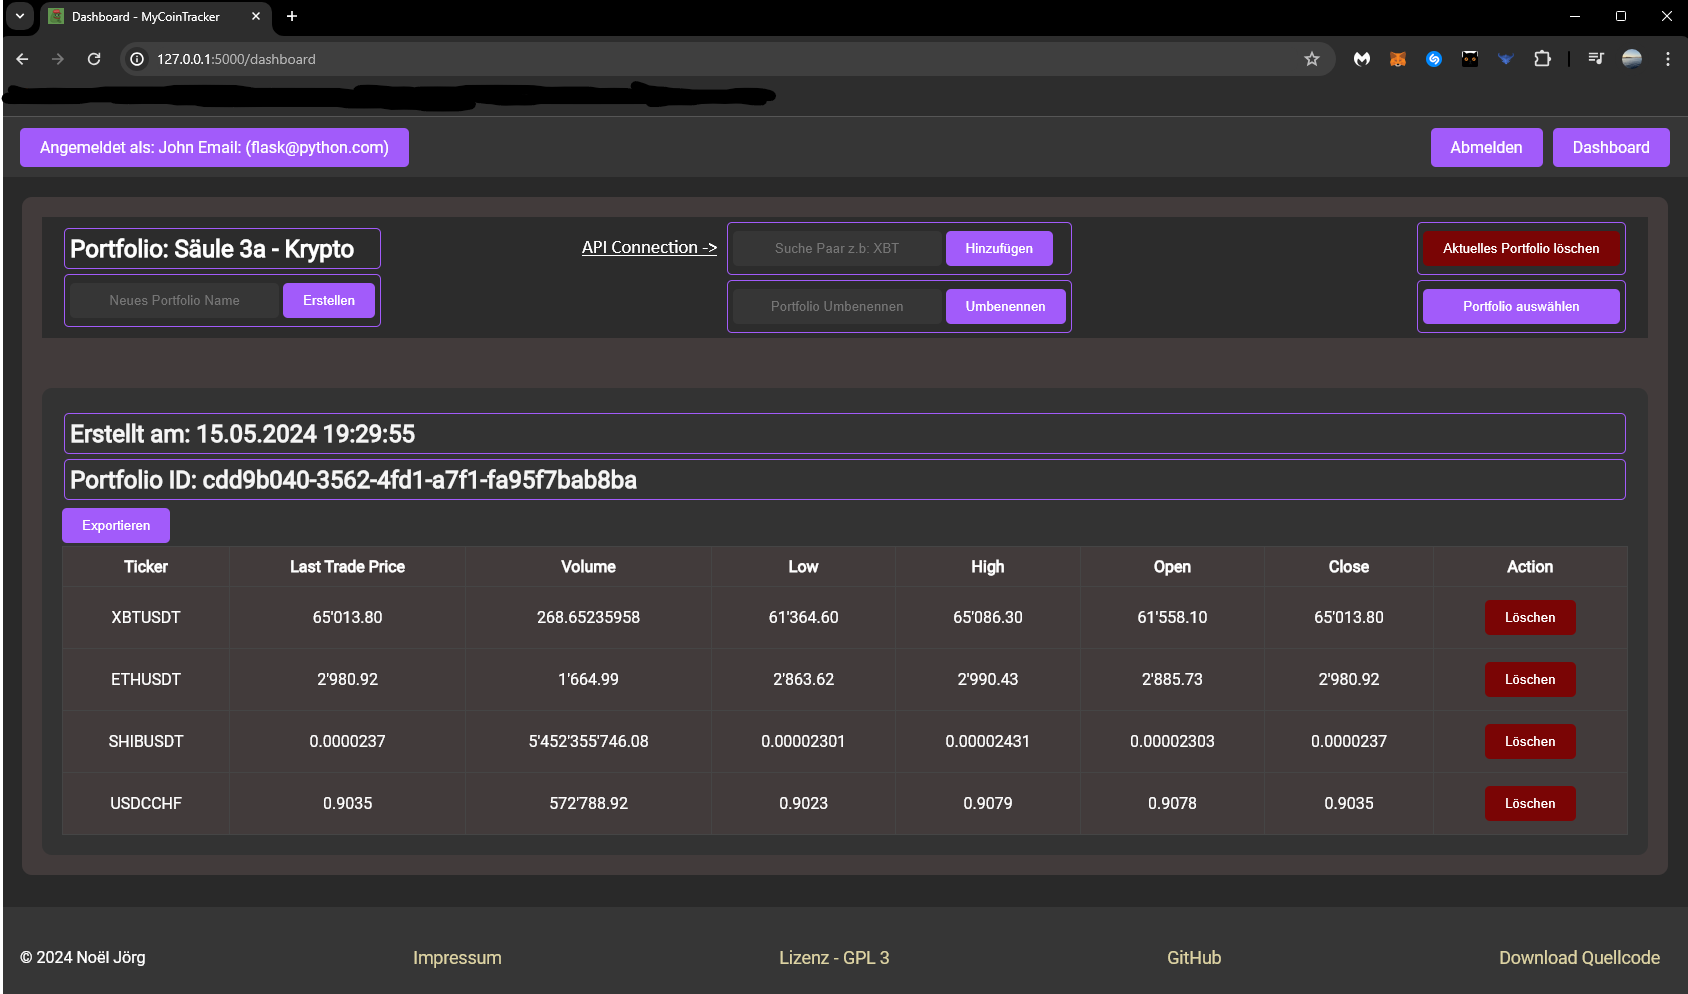 Dashboard - MyCoinTracker
127.0.0.1:5000/dashboard
Angemeldet als: John Email: (flask@python.com)
Abmelden
Dashboard
Portfolio: Säule 3a - Krypto
Neues Portfolio Name
Erstellen
API Connection ->
Suche Paar z.b: XBT
Hinzufügen
Portfolio Umbenennen
Umbenennen
Aktuelles Portfolio löschen
Portfolio auswählen
Erstellt am: 15.05.2024 19:29:55
Portfolio ID: cdd9b040-3562-4fd1-a7f1-fa95f7bab8ba
Exportieren
Ticker Last Trade Price Volume Low High Open Close Action
XBTUSDT 65'013.80 268.65235958 61'364.60 65'086.30 61'558.10 65'013.80 Löschen
ETHUSDT 2'980.92 1'664.99 2'863.62 2'990.43 2'885.73 2'980.92 Löschen
SHIBUSDT 0.0000237 5'452'355'746.08 0.00002301 0.00002431 0.00002303 0.0000237 Löschen
USDCCHF 0.9035 572'788.92 0.9023 0.9079 0.9078 0.9035 Löschen
© 2024 Noël Jörg
Impressum
Lizenz - GPL 3
GitHub
Download Quellcode